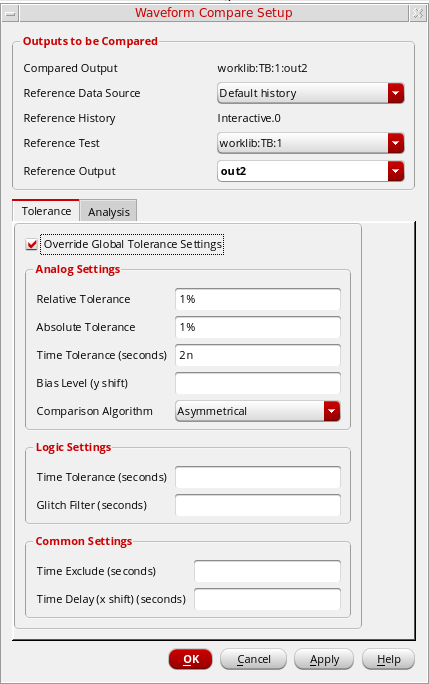 Waveform Compare Setup
Outputs to be Compared
Compared Output worklib:TB:1:out2
Reference Data Source Default history
Reference History Interactive.0
Reference Test worklib:TB:1
Reference Output out2
Tolerance Analysis
Override Global Tolerance Settings
Analog Settings
Relative Tolerance 1%
Absolute Tolerance 1%
Time Tolerance (seconds) 2n
Bias Level (y shift)
Comparison Algorithm Asymmetrical
Logic Settings
Time Tolerance (seconds)
Glitch Filter (seconds)
Common Settings
Time Exclude (seconds)
Time Delay (x shift) (seconds)
OK Cancel Apply Help